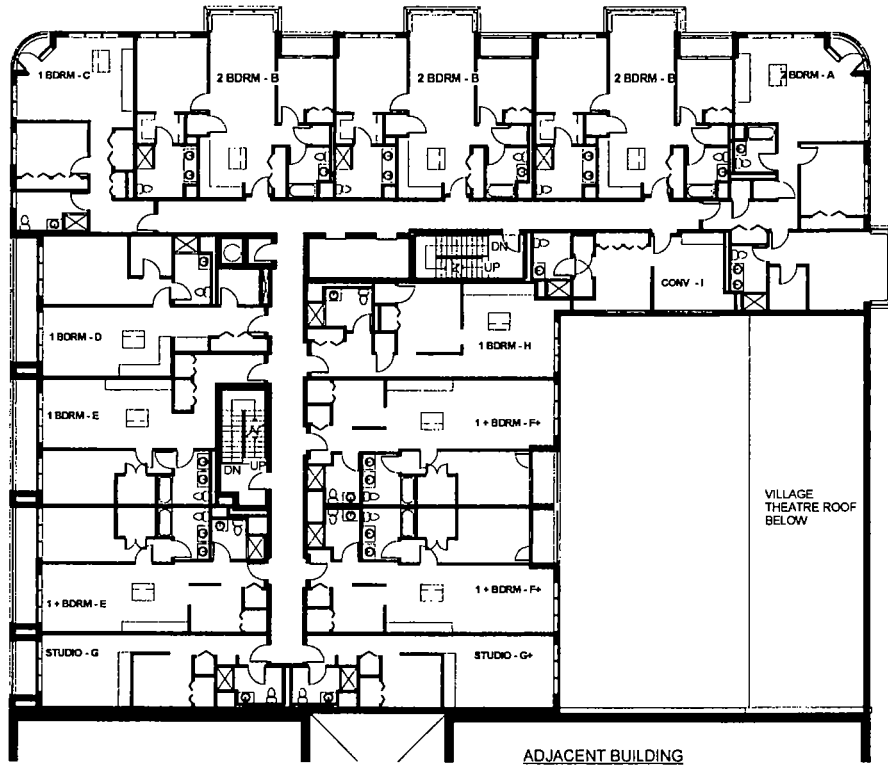 1 BDRM - C
2 BDRM - B
2 BDRM - B
2 BDRM - B
2 BDRM - A
DN
UP
CONV - I
1 BDRM - D
1 BDRM - H
1 BDRM - E
1 + BDRM - F+
DN
UP
VILLAGE
THEATRE ROOF
BELOW
1 + BDRM - E
1 + BDRM - F+
STUDIO - G
STUDIO - G+
ADJACENT BUILDING